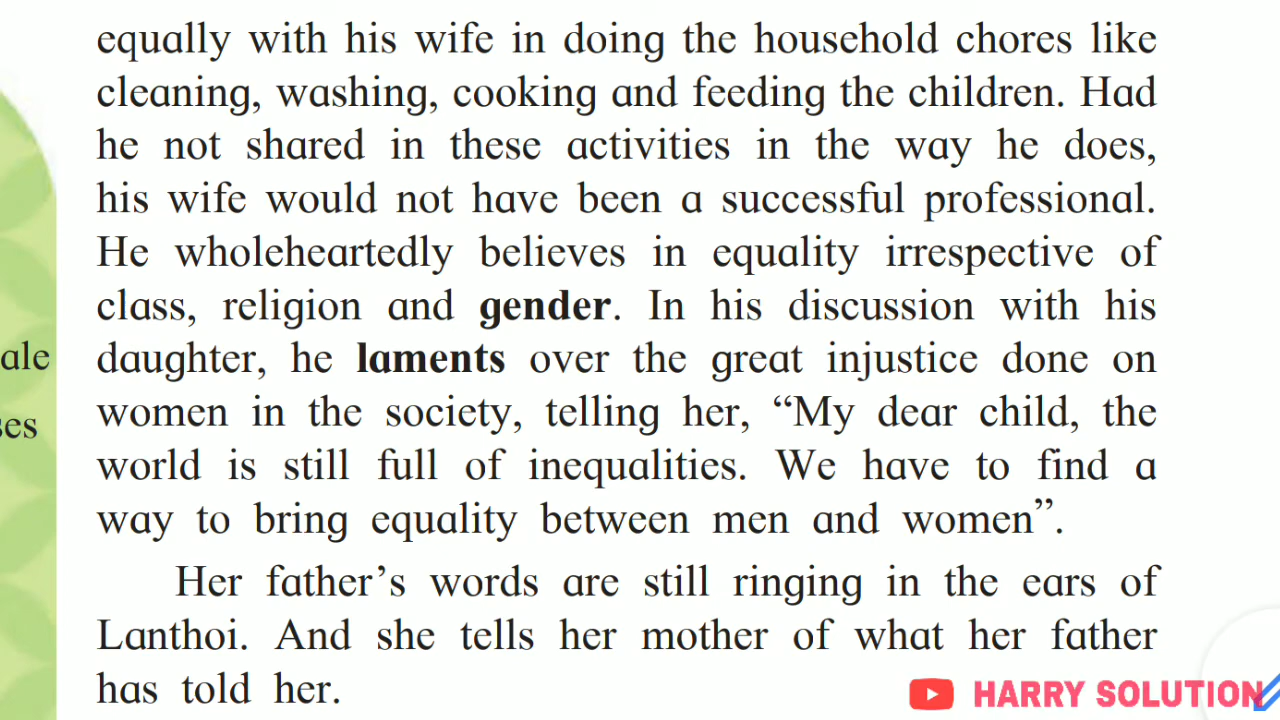 equally with his wife in doing the household chores like
cleaning, washing, cooking and feeding the children. Had
he not shared in these activities in the way he does,
his wife would not have been a successful professional.
He wholeheartedly believes in equality irrespective of
class, religion and gender. In his discussion with his
daughter, he laments over the great injustice done on
ale
women in the society, telling her, “My dear child, the
ses
world is still full of inequalities. We have to find a
way to bring equality between men and women”.
Her father’s words are still ringing in the ears of
Lanthoi. And she tells her mother of what her father
has told her.
HARRY SOLUTION